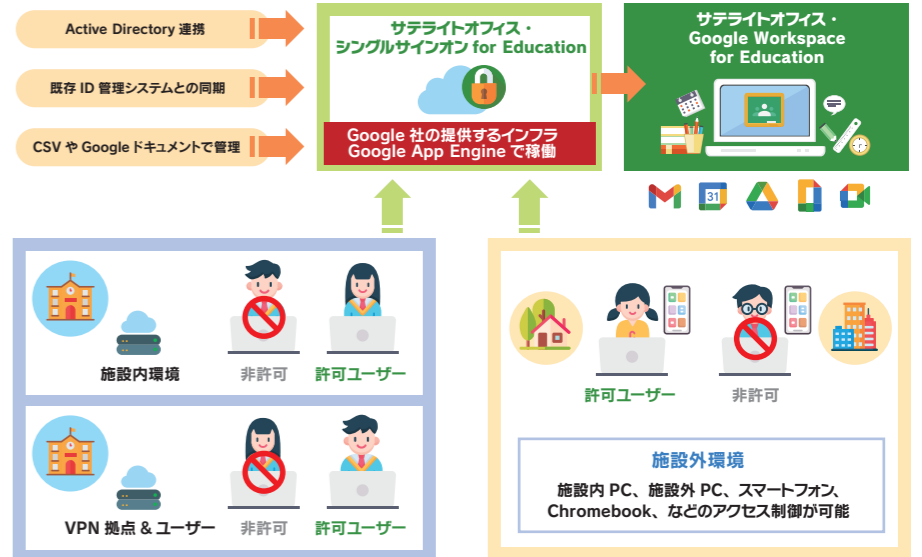 Active Directory 連携
既存 ID 管理システムとの同期
CSV や Google ドキュメントで管理
サテライトオフィス・
シングルサインオン for Education
Google 社の提供するインフラ
Google App Engine で稼働
サテライトオフィス・
Google Workspace
for Education
31
施設内環境
非許可
許可ユーザー
VPN 拠点 & ユーザー
非許可
許可ユーザー
許可ユーザー
非許可
施設外環境
施設内 PC、施設外 PC、スマートフォン、
Chromebook、などのアクセス制御が可能